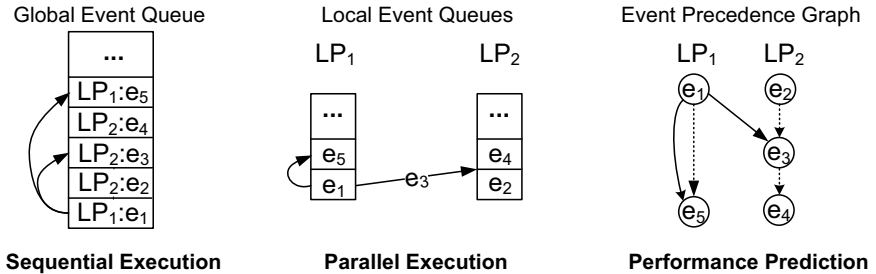 Global Event Queue
...
LP₁:e₅
LP₂:e₄
LP₂:e₃
LP₂:e₂
LP₁:e₁
Sequential Execution
Local Event Queues
LP₁ LP₂
... ...
e₅ e₄
e₁ e₃ e₂
Parallel Execution
Event Precedence Graph
LP₁ LP₂
e₁ e₂
e₃
e₅ e₄
Performance Prediction